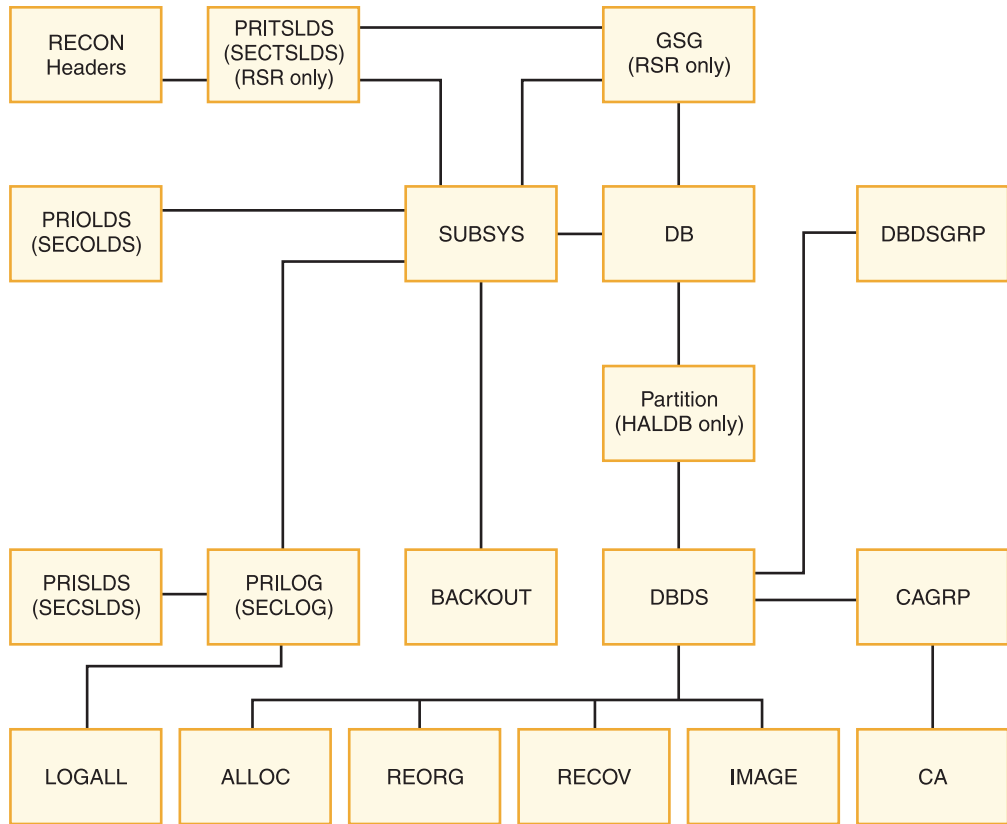 RECON
Headers
PRITSLDS
(SECTSLDS)
(RSR only)
GSG
(RSR only)
PRIOLDS
(SECOLDS)
SUBSYS
DB
DBDSGRP
Partition
(HALDB only)
PRISLDS
(SECSLDS)
PRILOG
(SECLOG)
BACKOUT
DBDS
CAGRP
LOGALL
ALLOC
REORG
RECOV
IMAGE
CA